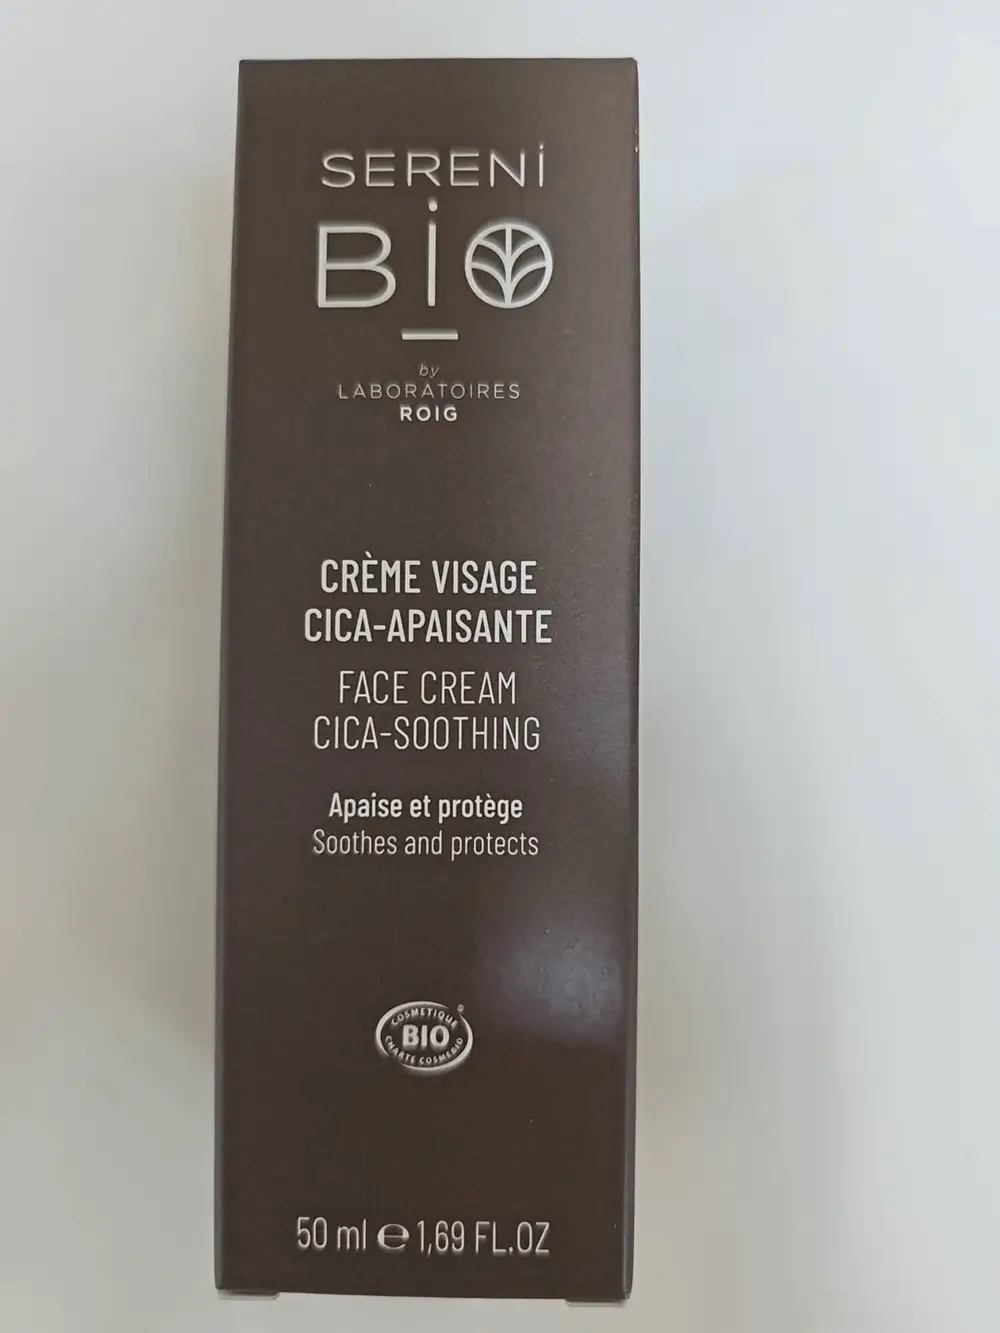 SERENi
BiO
by
LABORATOIRES
ROIG
CRÈME VISAGE
CICA-APAISANTE
FACE CREAM
CICA-SOOTHING
Apaise et protège
Soothes and protects
COSMETIQUE
BIO
®
CHARTE COSMEBIO
50 ml ℮ 1,69 FL.OZ